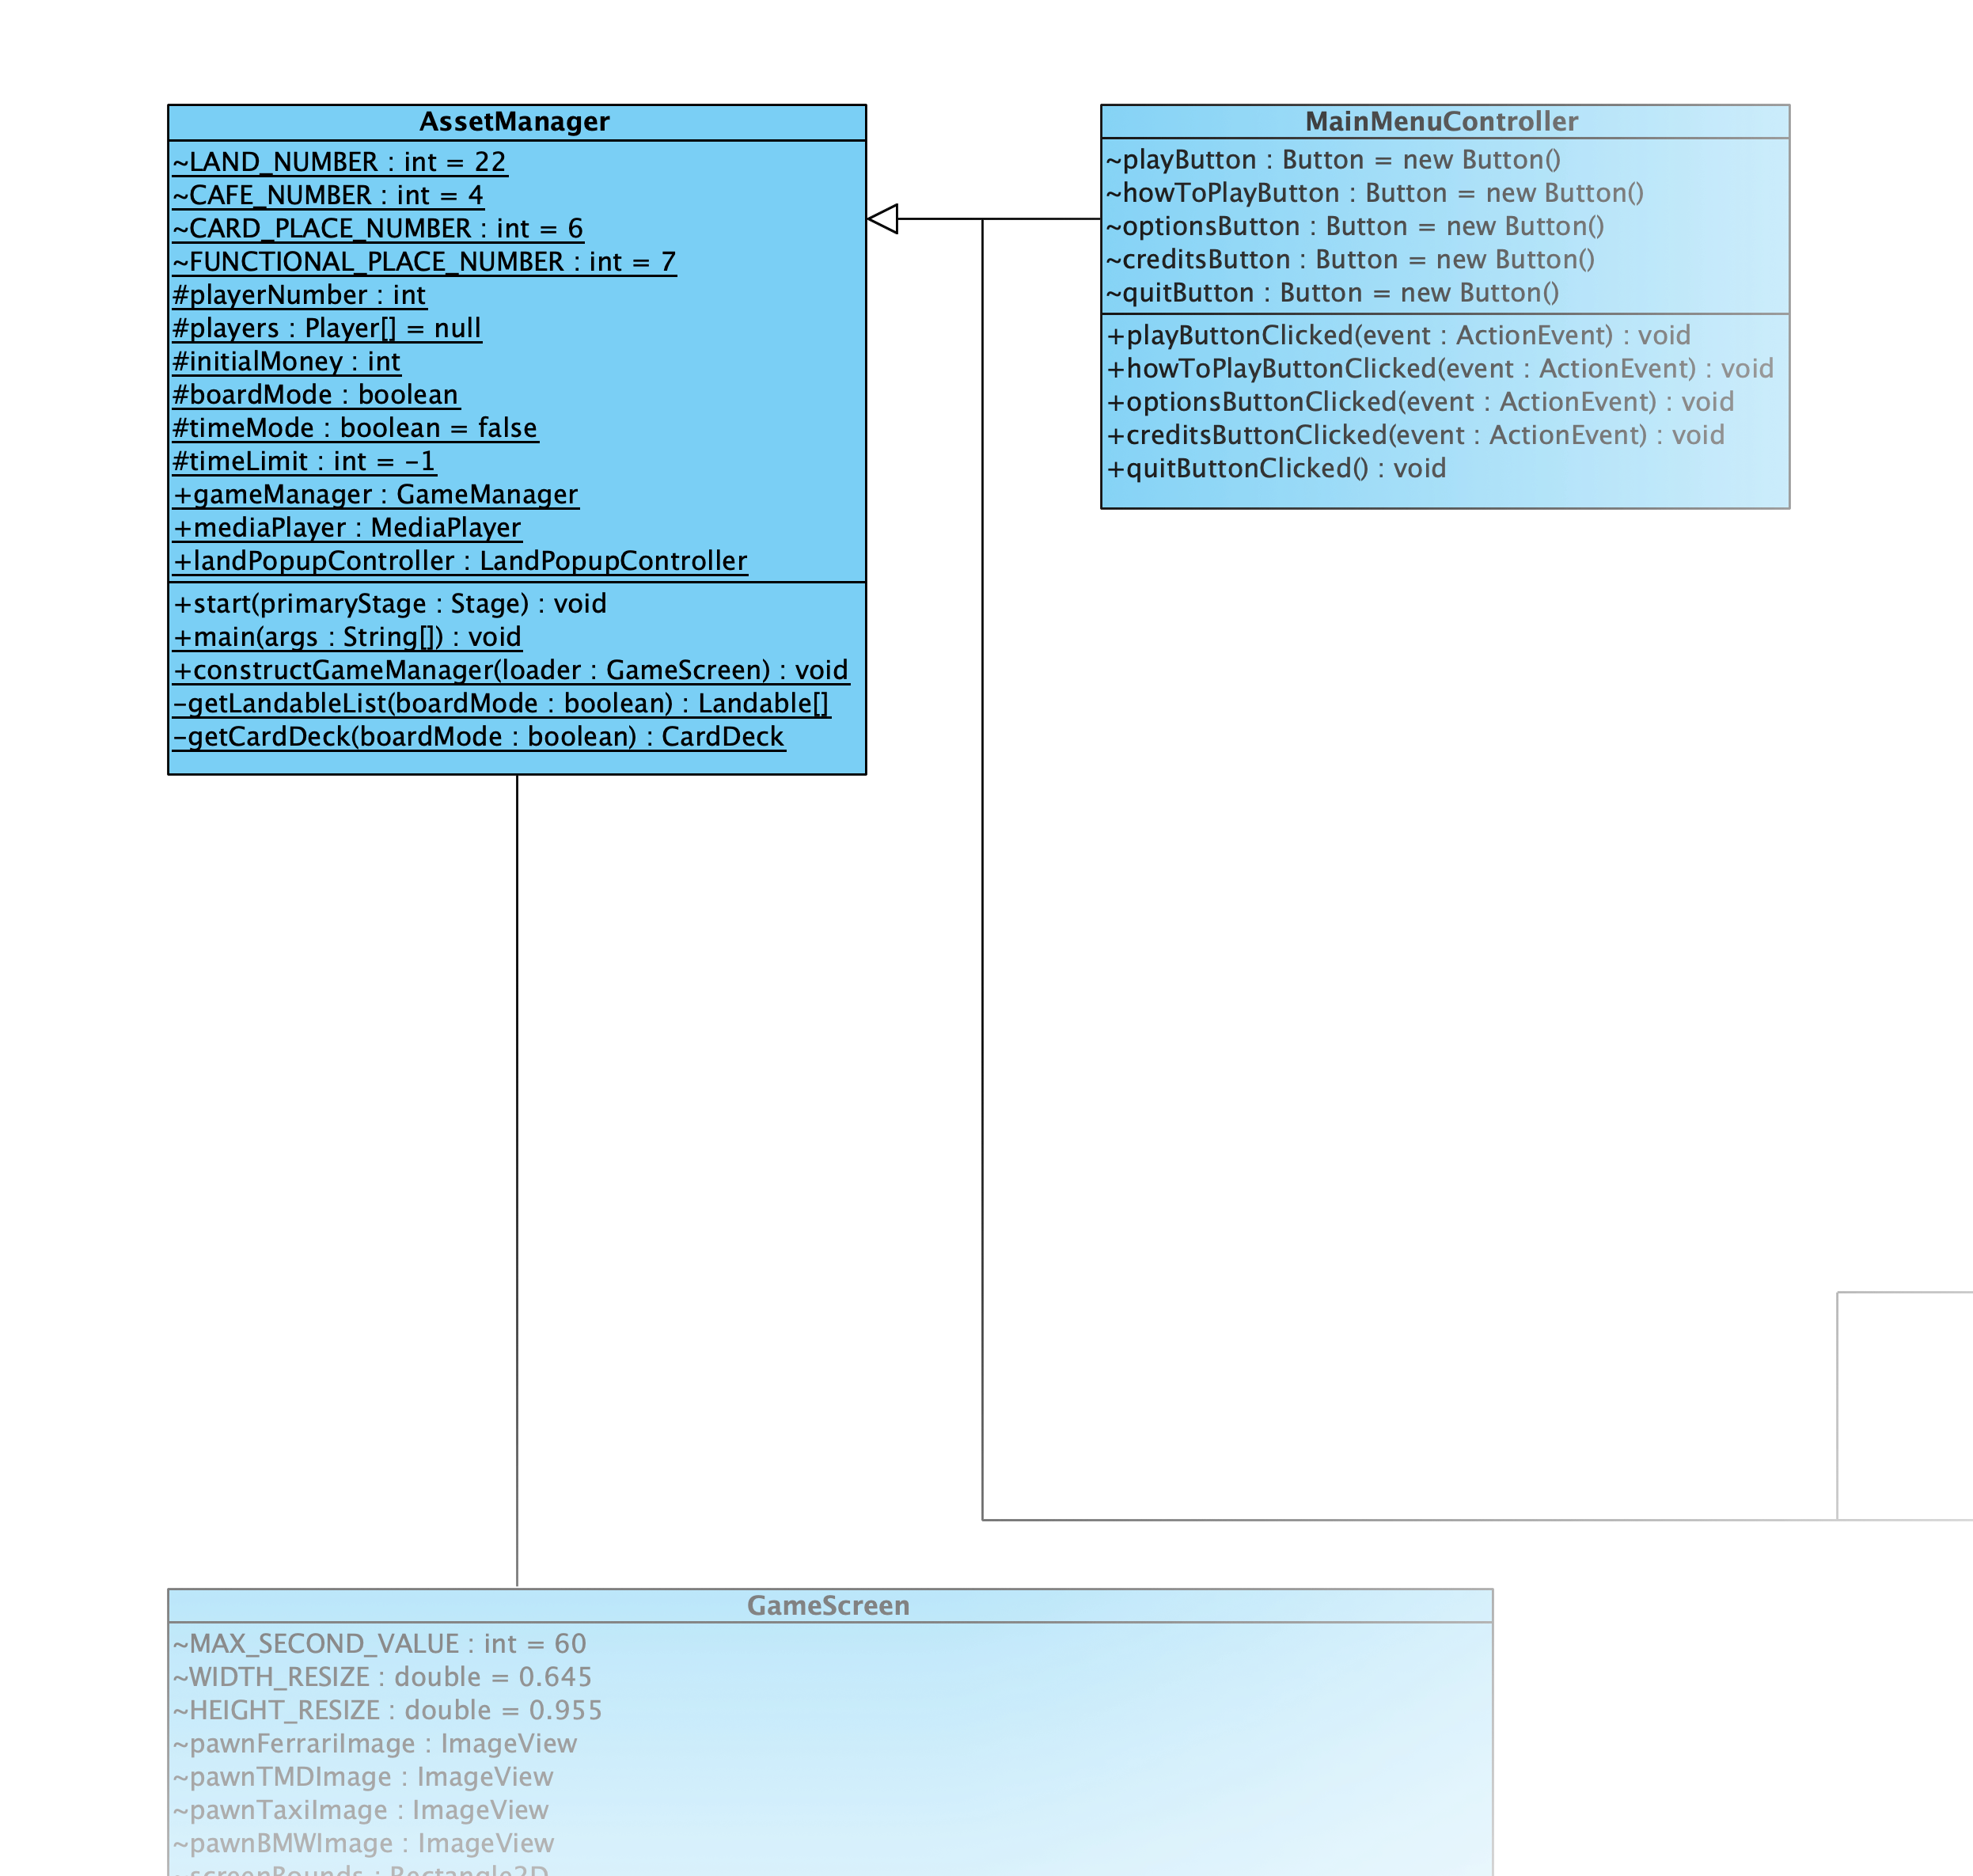 AssetManager
~LAND_NUMBER : int = 22
~CAFE_NUMBER : int = 4
~CARD_PLACE_NUMBER : int = 6
~FUNCTIONAL_PLACE_NUMBER : int = 7
#playerNumber : int
#players : Player[] = null
#initialMoney : int
#boardMode : boolean
#timeMode : boolean = false
#timeLimit : int = -1
+gameManager : GameManager
+mediaPlayer : MediaPlayer
+landPopupController : LandPopupController
+start(primaryStage : Stage) : void
+main(args : String[]) : void
+constructGameManager(loader : GameScreen) : void
-getLandableList(boardMode : boolean) : Landable[]
-getCardDeck(boardMode : boolean) : CardDeck
MainMenuController
~playButton : Button = new Button()
~howToPlayButton : Button = new Button()
~optionsButton : Button = new Button()
~creditsButton : Button = new Button()
~quitButton : Button = new Button()
+playButtonClicked(event : ActionEvent) : void
+howToPlayButtonClicked(event : ActionEvent) : void
+optionsButtonClicked(event : ActionEvent) : void
+creditsButtonClicked(event : ActionEvent) : void
+quitButtonClicked() : void
GameScreen
~MAX_SECOND_VALUE : int = 60
~WIDTH_RESIZE : double = 0.645
~HEIGHT_RESIZE : double = 0.955
~pawnFerrariImage : ImageView
~pawnTMDImage : ImageView
~pawnTaxiImage : ImageView
~pawnBMWImage : ImageView
~screenBounds : Rectangle2D